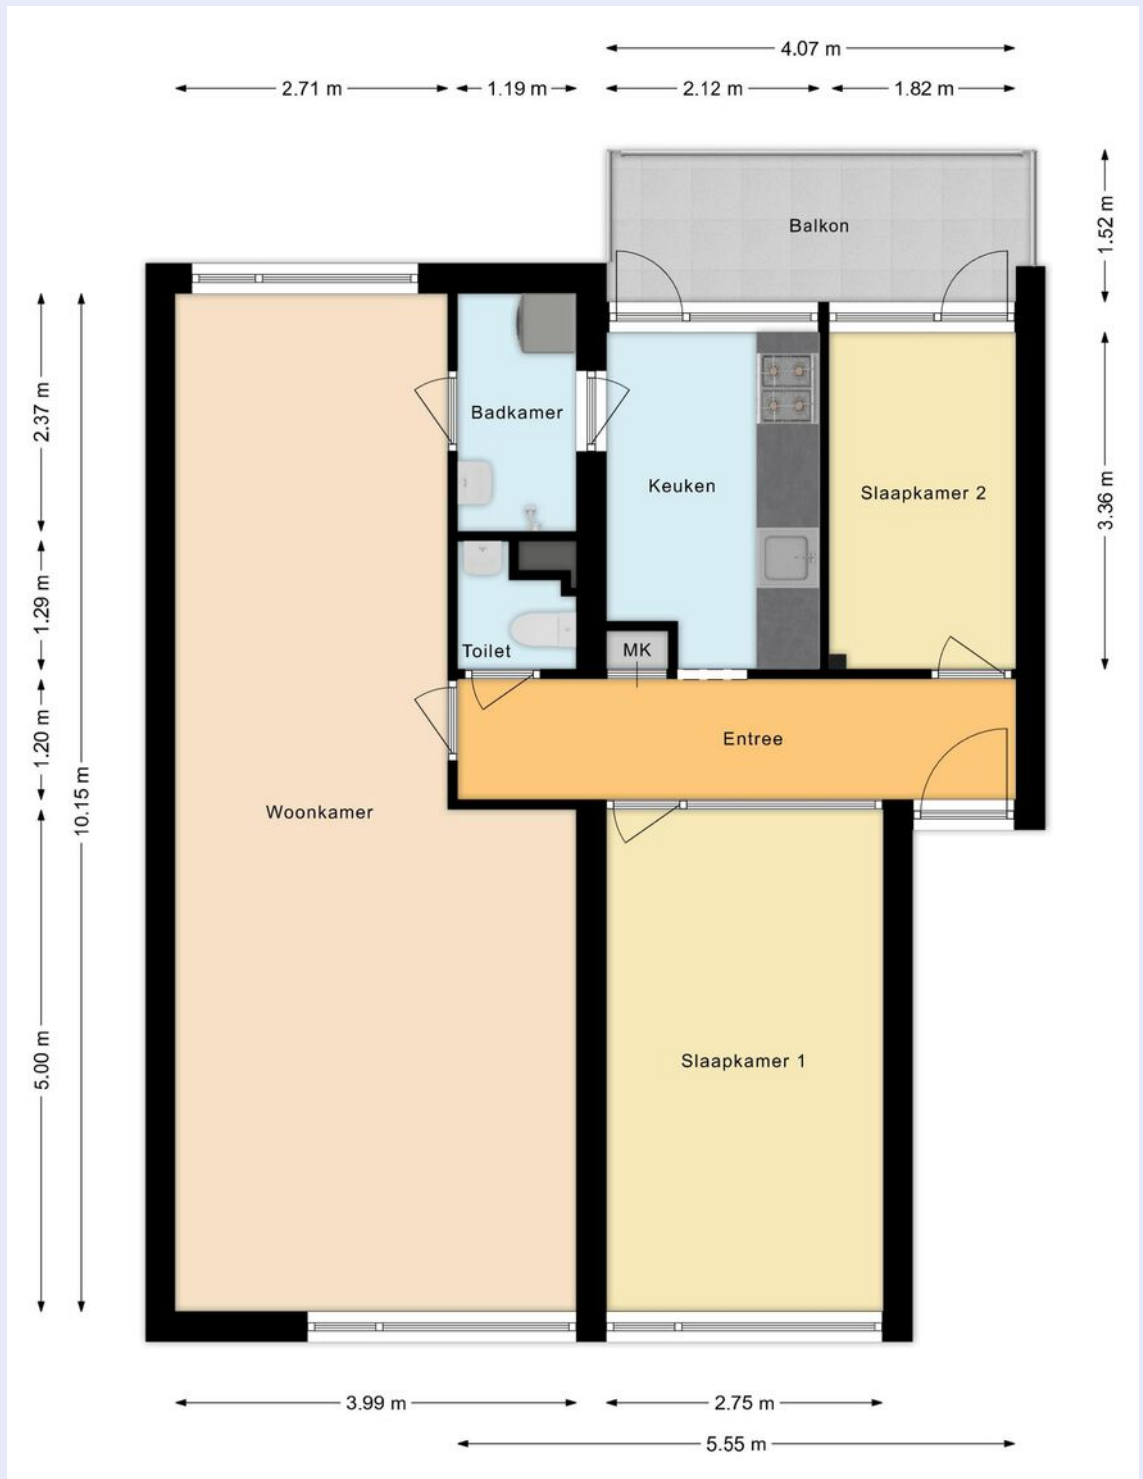 4.07 m
2.71 m
1.19 m
2.12 m
1.82 m
Balkon
1.52 m
2.37 m
Badkamer
Keuken
Slaapkamer 2
3.36 m
1.29 m
Toilet
MK
1.20 m
Entree
10.15 m
Woonkamer
5.00 m
Slaapkamer 1
3.99 m
2.75 m
5.55 m